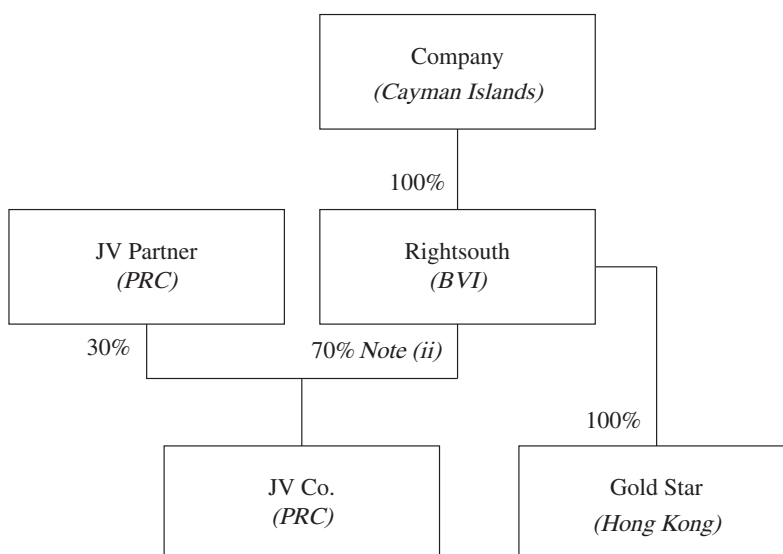 Company
(Cayman Islands)
100%
JV Partner
(PRC)
Rightsouth
(BVI)
30%
70% Note (ii)
100%
JV Co.
(PRC)
Gold Star
(Hong Kong)